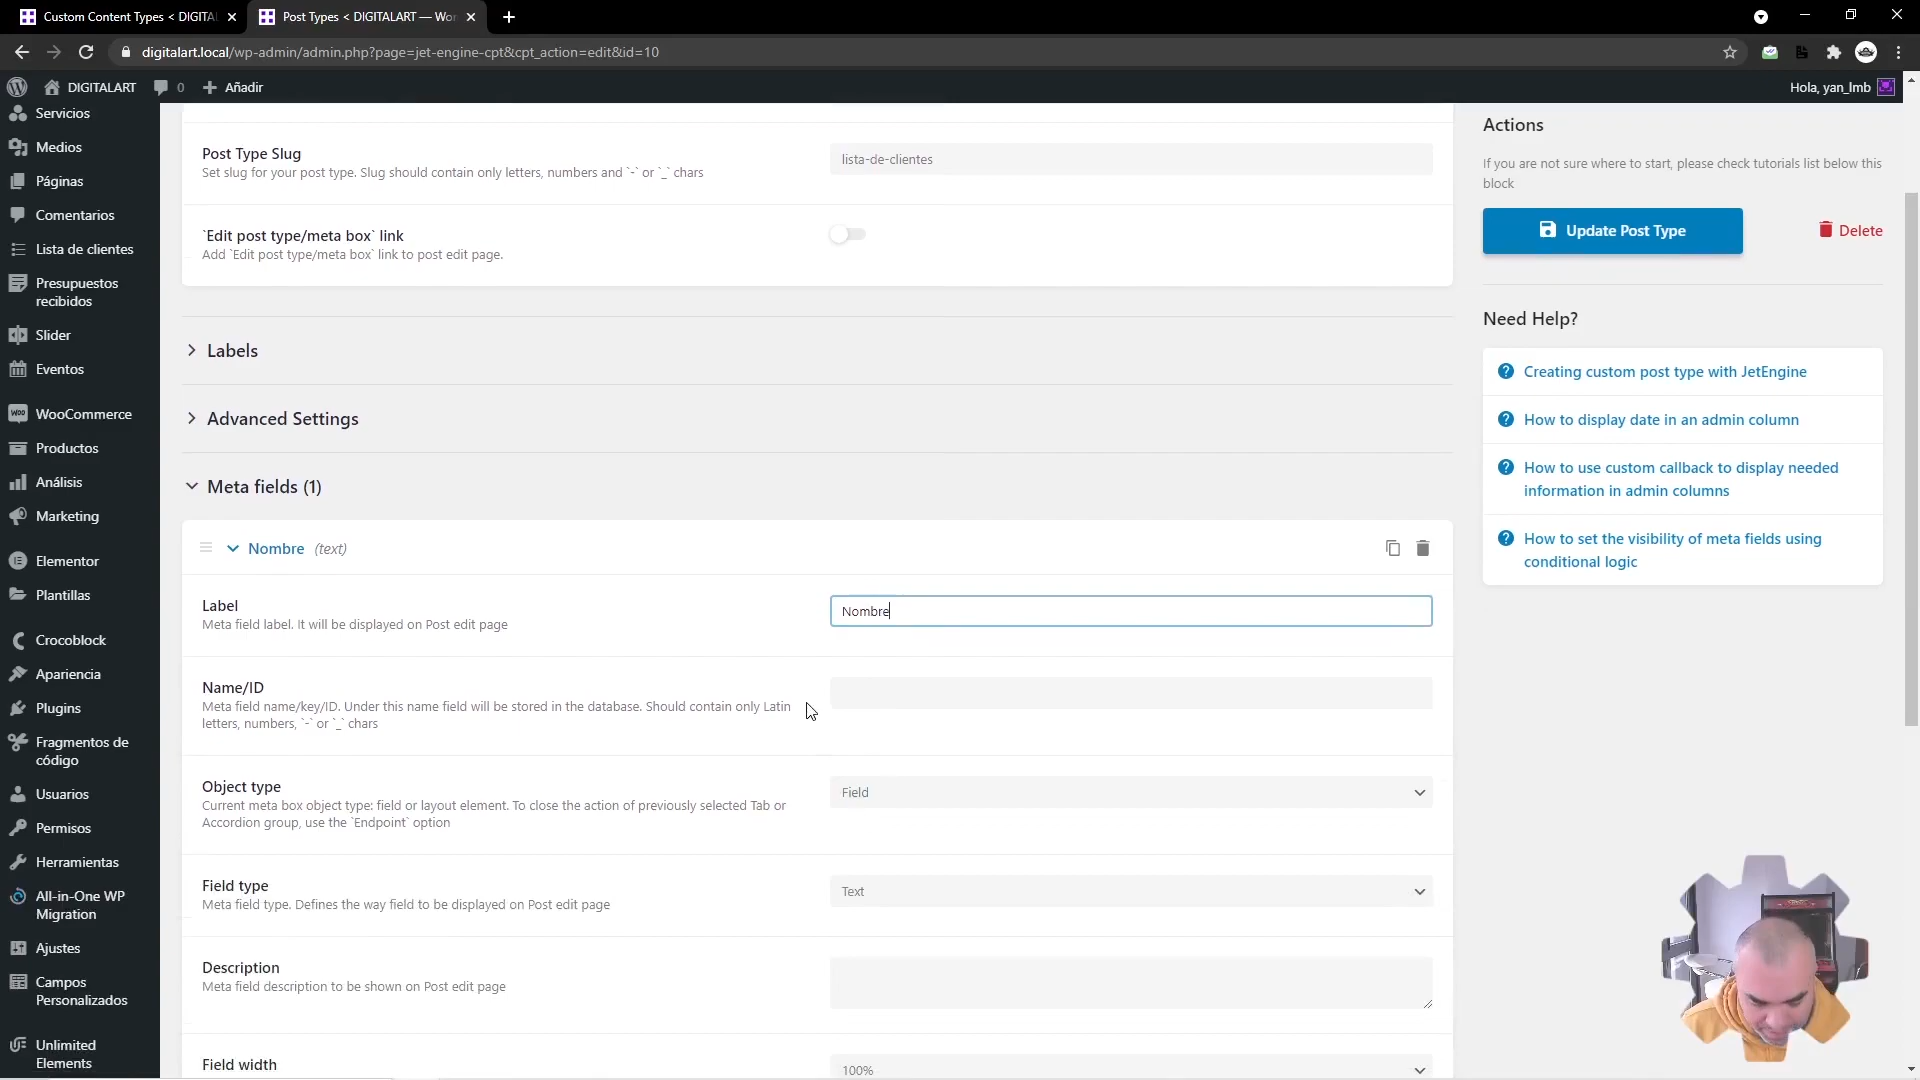 Custom Content Types < DIGITAL
Post Types < DIGITALART — Wor
digitalart.local/wp-admin/admin.php?page=jet-engine-cpt&cpt_action=edit&id=10
DIGITALART
0
Añadir
Hola, yan_lmb
Servicios
Medios
Páginas
Comentarios
Lista de clientes
Presupuestos
recibidos
Slider
Eventos
WooCommerce
Productos
Análisis
Marketing
Elementor
Plantillas
Crocoblock
Apariencia
Plugins
Fragmentos de
código
Usuarios
Permisos
Herramientas
All-in-One WP
Migration
Ajustes
Campos
Personalizados
Unlimited
Elements
Post Type Slug
Set slug for your post type. Slug should contain only letters, numbers and `-` or `_` chars
lista-de-clientes
`Edit post type/meta box` link
Add `Edit post type/meta box` link to post edit page.
Labels
Advanced Settings
Meta fields (1)
Nombre (text)
Label
Meta field label. It will be displayed on Post edit page
Nombre
Name/ID
Meta field name/key/ID. Under this name field will be stored in the database. Should contain only Latin
letters, numbers, `-` or `_` chars
Object type
Current meta box object type: field or layout element. To close the action of previously selected Tab or
Accordion group, use the `Endpoint` option
Field
Field type
Meta field type. Defines the way field to be displayed on Post edit page
Text
Description
Meta field description to be shown on Post edit page
Field width
100%
Actions
If you are not sure where to start, please check tutorials list below this
block
Update Post Type
Delete
Need Help?
Creating custom post type with JetEngine
How to display date in an admin column
How to use custom callback to display needed
information in admin columns
How to set the visibility of meta fields using
conditional logic